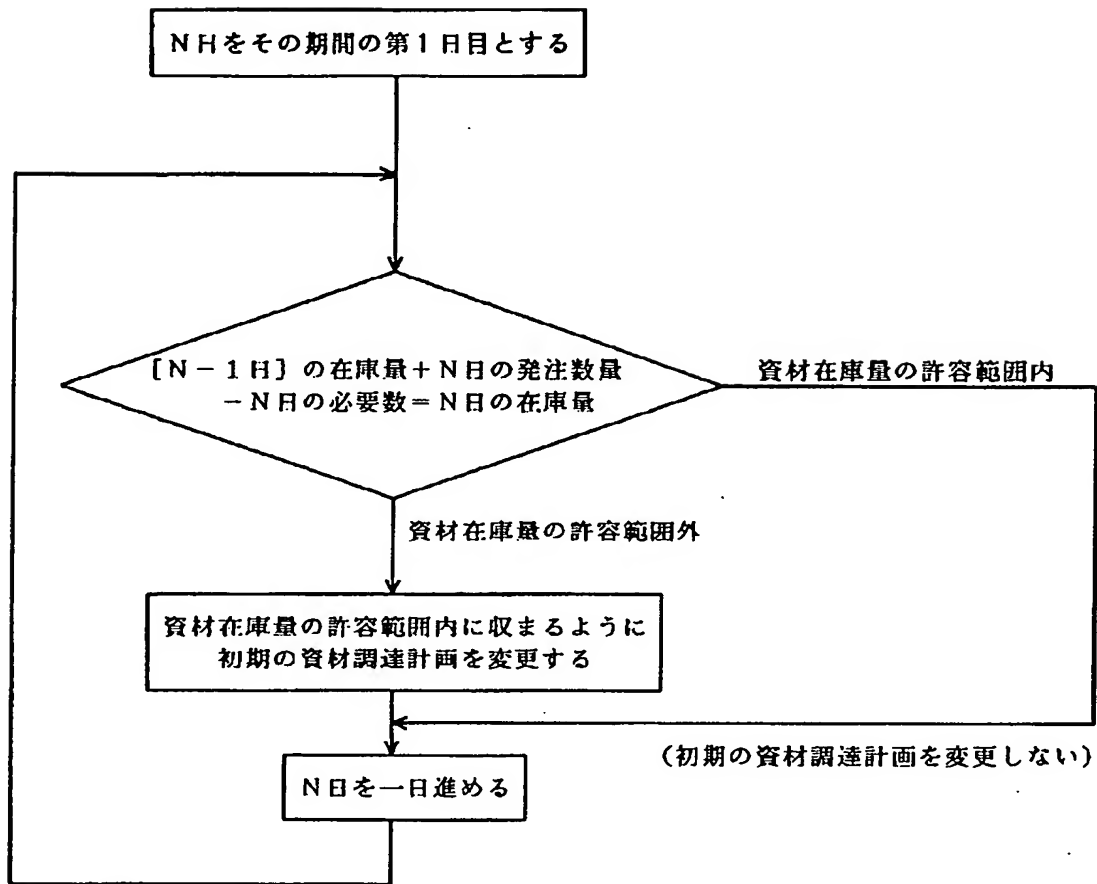 N日をその期間の第1日目とする
[N-1日]の在庫量+N日の発注数量
-N日の必要数=N日の在庫量
資材在庫量の許容範囲内
資材在庫量の許容範囲外
資材在庫量の許容範囲内に収まるように
初期の資材調達計画を変更する
(初期の資材調達計画を変更しない)
N日を一日進める